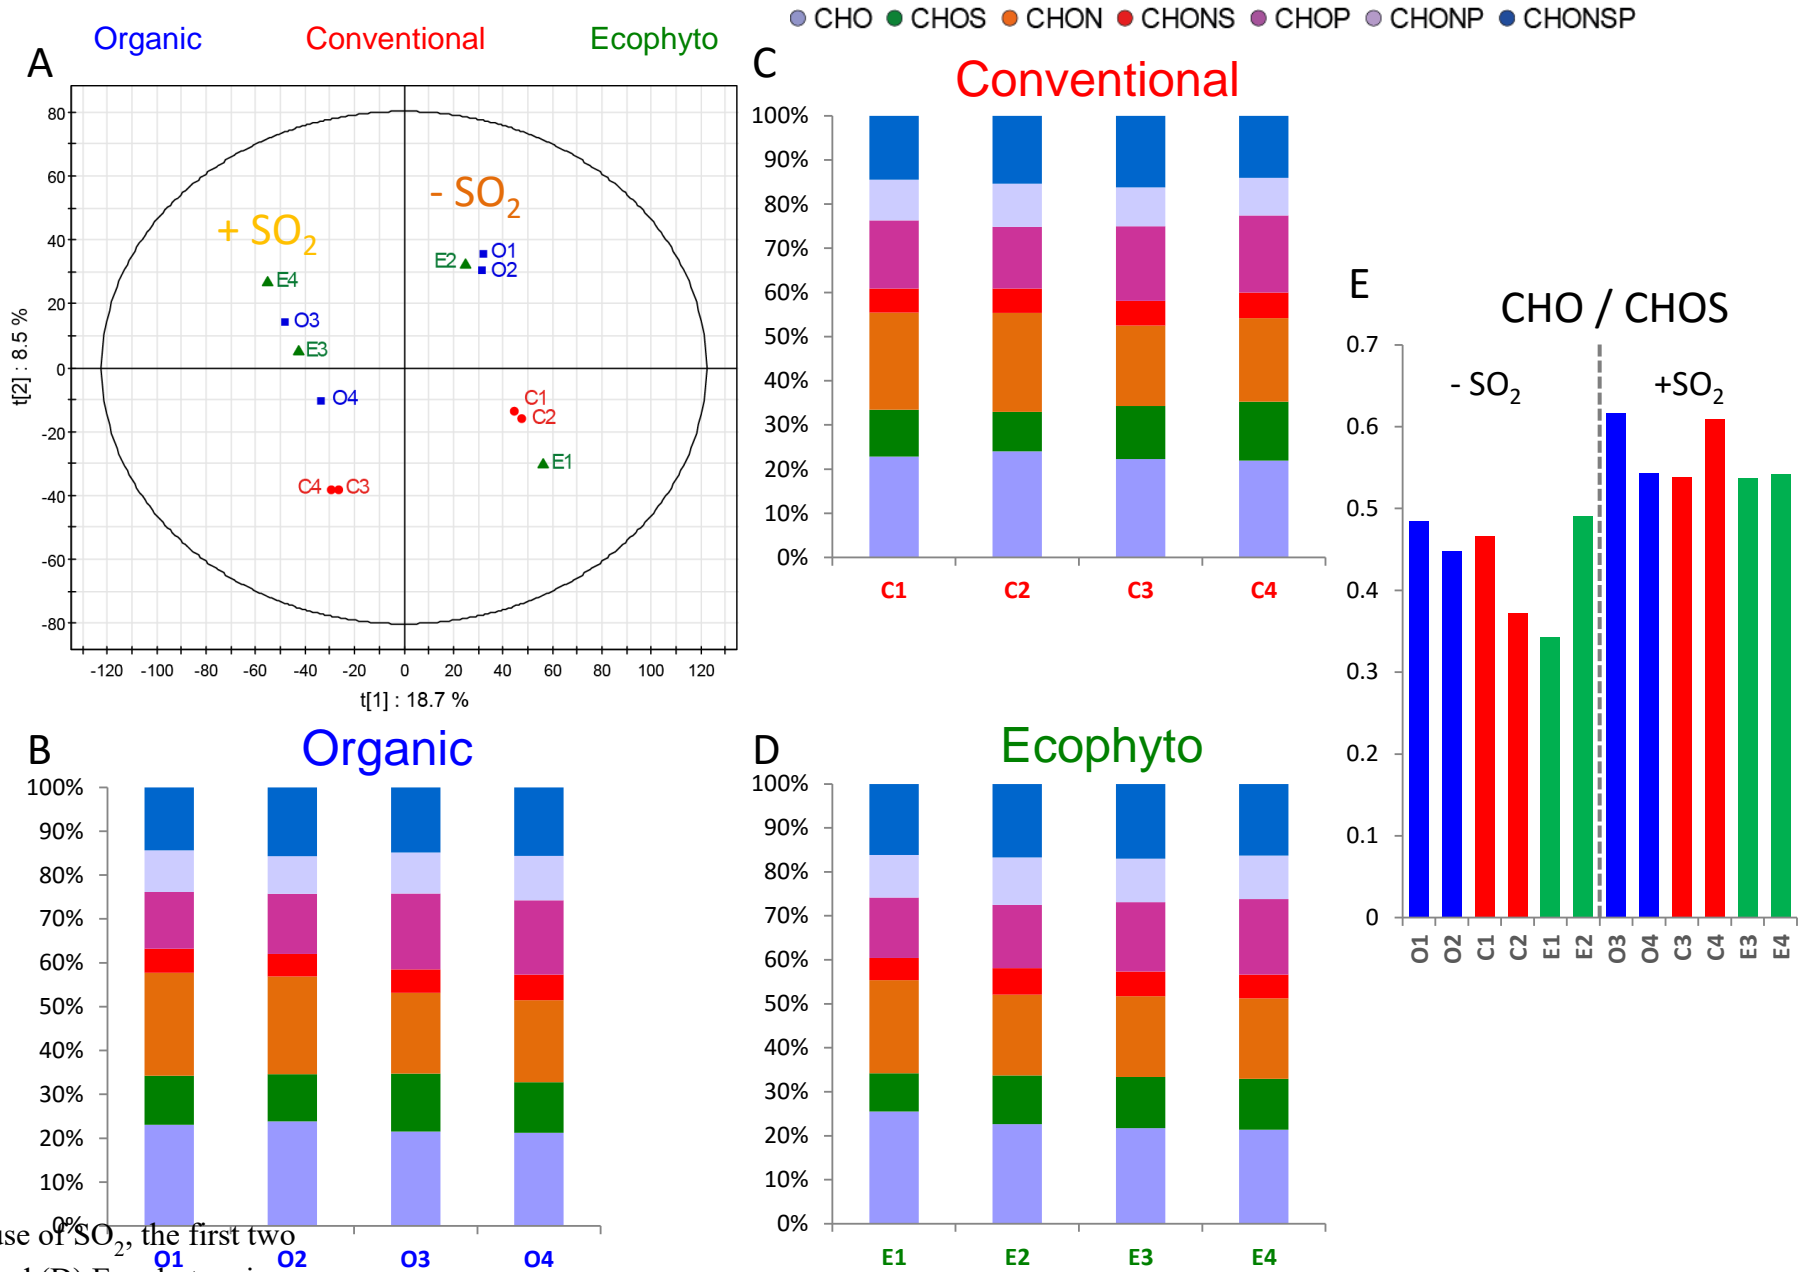 CHO CHOS CHON CHONS CHOP CHONP CHONSP
Organic Conventional Ecophyto
A
80
60
40
20
0
-20
-40
-60
-80
t[2] : 8.5 %
+ SO2
- SO2
E4
O3
E3
O4
C4 C3
E2
O1
O2
C1
C2
E1
-120 -100 -80 -60 -40 -20 0 20 40 60 80 100 120
t[1] : 18.7 %
C
Conventional
100%
90%
80%
70%
60%
50%
40%
30%
20%
10%
0%
C1 C2 C3 C4
E
CHO / CHOS
0.7
0.6
0.5
0.4
0.3
0.2
0.1
0
- SO2 +SO2
O1 O2 C1 C2 E1 E2 O3 O4 C3 C4 E3 E4
B
Organic
100%
90%
80%
70%
60%
50%
40%
30%
20%
10%
0%
O1 O2 O3 O4
of SO2, the first two
D
Ecophyto
100%
90%
80%
70%
60%
50%
40%
30%
20%
10%
0%
E1 E2 E3 E4